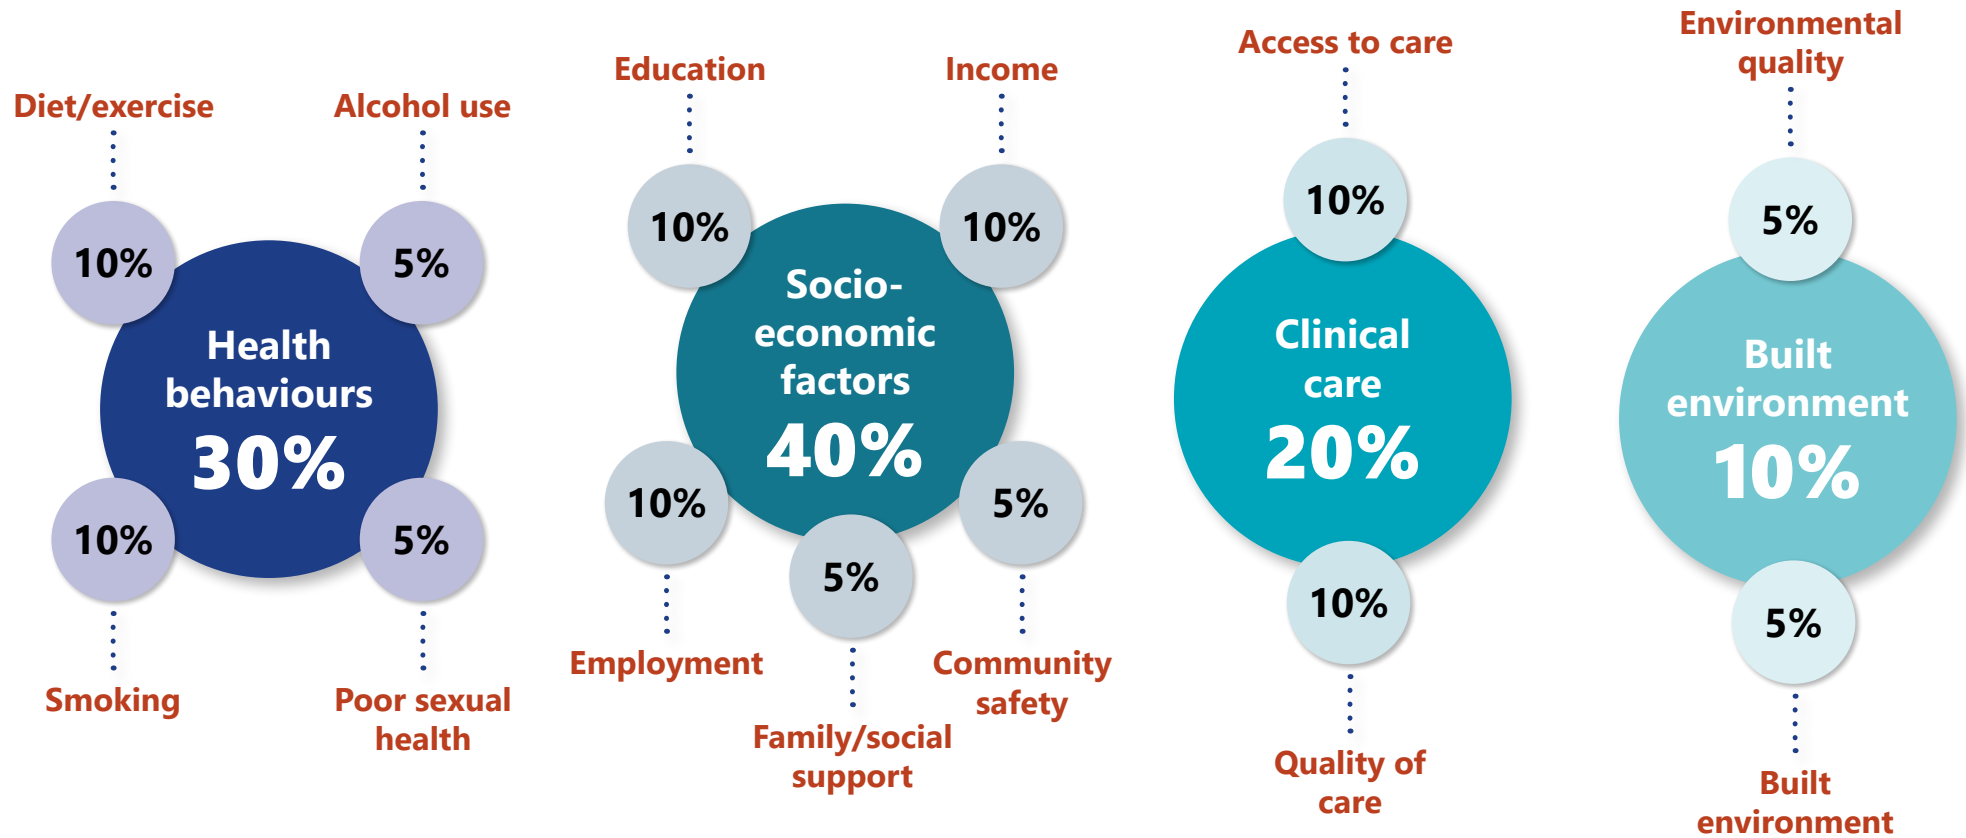 Diet/exercise
Alcohol use
10%
5%
Health
behaviours
30%
10%
5%
Smoking
Poor sexual
health
Education
Income
10%
10%
Socio-
economic
factors
40%
10%
5%
5%
Employment
Community
safety
Family/social
support
Access to care
10%
Clinical
care
20%
10%
Quality of
care
Environmental
quality
5%
Built
environment
10%
5%
Built
environment